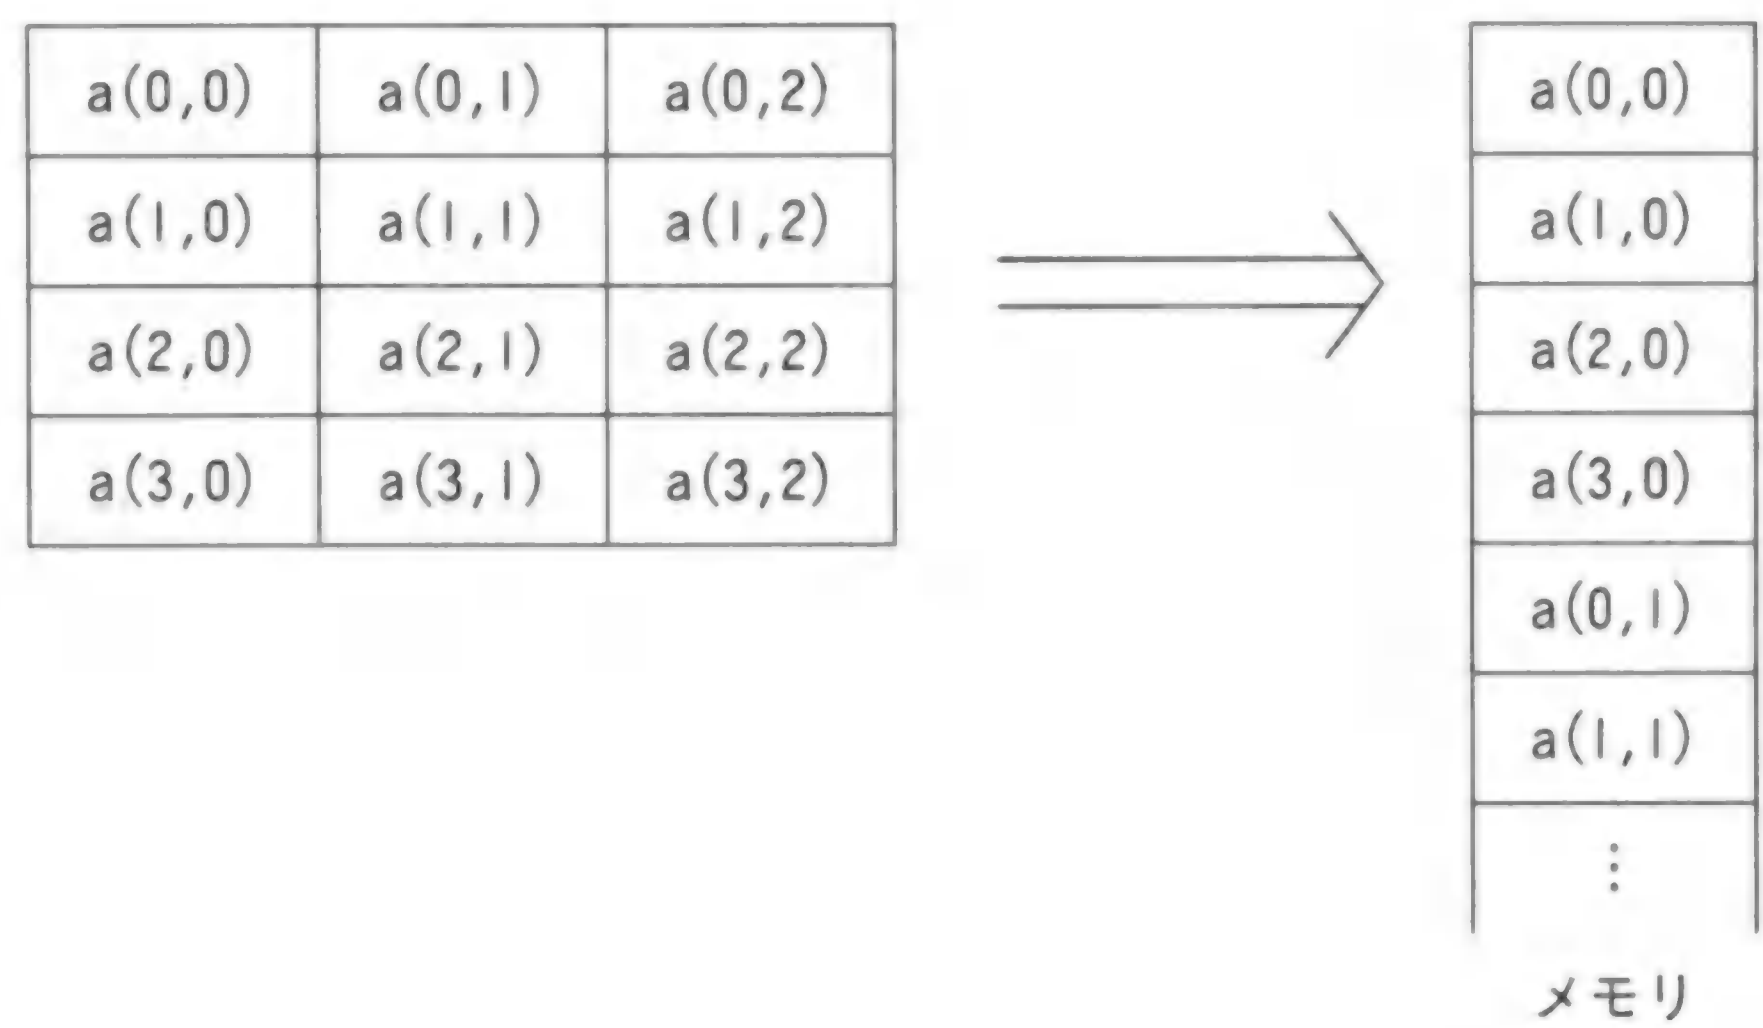 a(0,0) a(0,1) a(0,2)
a(1,0) a(1,1) a(1,2)
a(2,0) a(2,1) a(2,2)
a(3,0) a(3,1) a(3,2)
a(0,0)
a(1,0)
a(2,0)
a(3,0)
a(0,1)
a(1,1)
⋮
メモリ